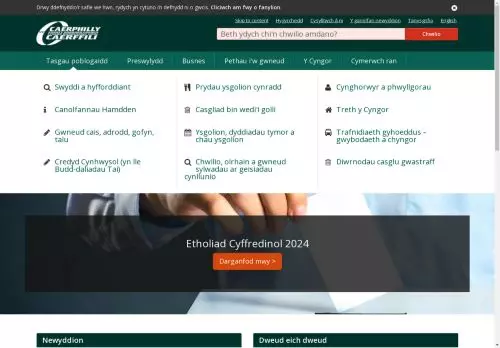 Drwy ddefnyddio'r safle we hwn, rydych yn cytuno i'n defnydd ni o gwcis. Cliciwch am fwy o fanylion.
Skip to content Hygyrchedd Cysylltwch â ni Y ganolfan newyddion Tanysgrifio English
CAERPHILLY
CAERFFILI
Beth ydych chi'n chwilio amdano? Chwilio
Tasgau poblogaidd Preswylydd Busnes Pethau i'w gwneud Y Cyngor Cymerwch ran
Swyddi a hyfforddiant Prydau ysgolion cynradd Cynghorwyr a phwyllgorau
Canolfannau Hamdden Casgliad bin wedi'i golli Treth y Cyngor
Gwneud cais, adrodd, gofyn, talu
Ysgolion, dyddiadau tymor a chau ysgolion
Trafnidiaeth gyhoeddus – gwybodaeth a chyngor
Credyd Cynhwysol (yn lle Budd-daliadau Tai)
Chwilio, olrhain a gwneud sylwadau ar geisiadau cynllunio
Diwrnodau casglu gwastraff
Etholiad Cyffredinol 2024
Darganfod mwy >
Newyddion Dweud eich dweud